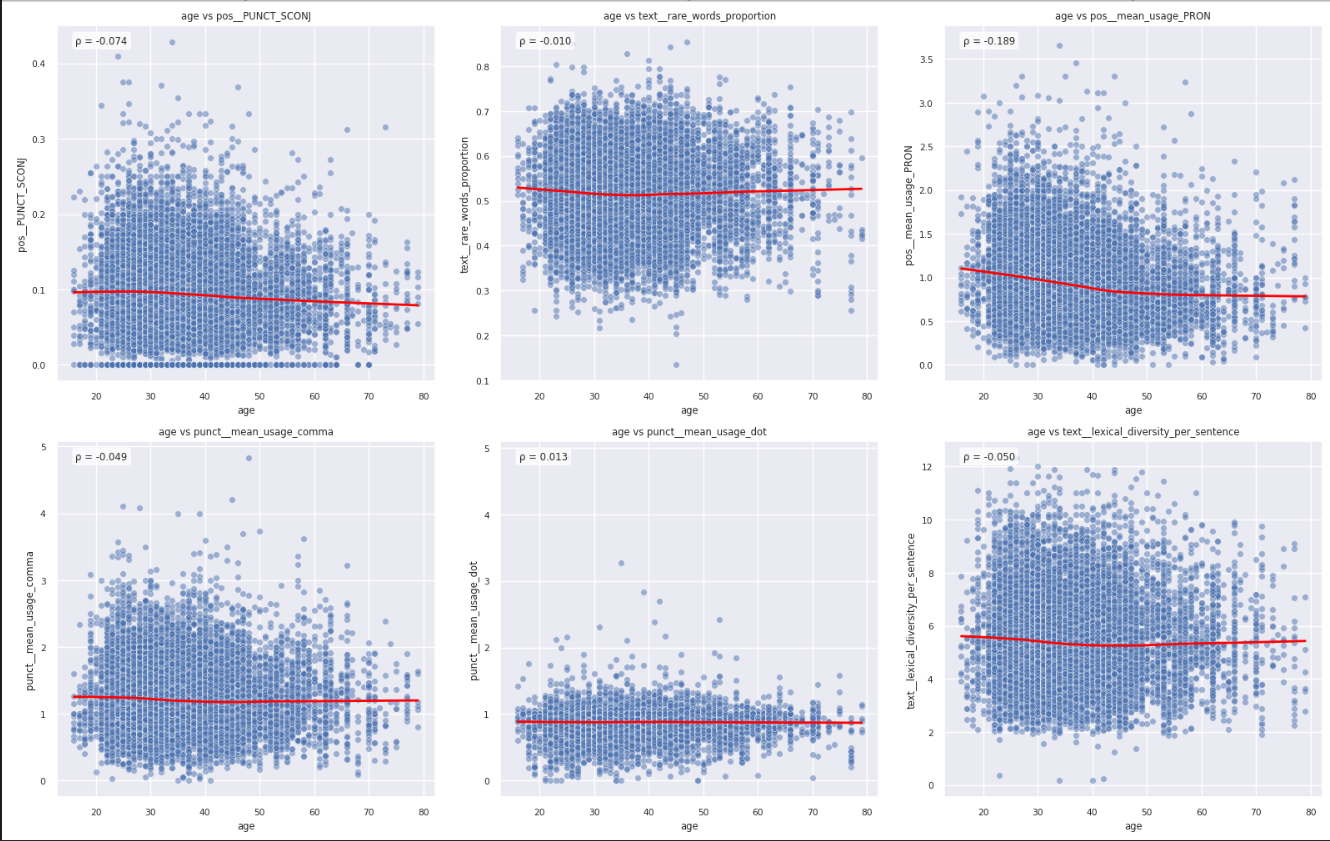 age vs pos__PUNCT_SCONJ
ρ = -0.074
0.4
0.3
0.2
0.1
0.0
pos__PUNCT_SCONJ
20 30 40 50 60 70 80
age
age vs text__rare_words_proportion
ρ = -0.010
0.8
0.7
0.6
0.5
0.4
0.3
0.2
0.1
text__rare_words_proportion
20 30 40 50 60 70 80
age
age vs pos__mean_usage_PRON
ρ = -0.189
3.5
3.0
2.5
2.0
1.5
1.0
0.5
0.0
pos__mean_usage_PRON
20 30 40 50 60 70 80
age
age vs punct__mean_usage_comma
ρ = -0.049
5
4
3
2
1
0
punct__mean_usage_comma
20 30 40 50 60 70 80
age
age vs punct__mean_usage_dot
ρ = 0.013
5
4
3
2
1
0
punct__mean_usage_dot
20 30 40 50 60 70 80
age
age vs text__lexical_diversity_per_sentence
ρ = -0.050
12
10
8
6
4
2
0
text__lexical_diversity_per_sentence
20 30 40 50 60 70 80
age